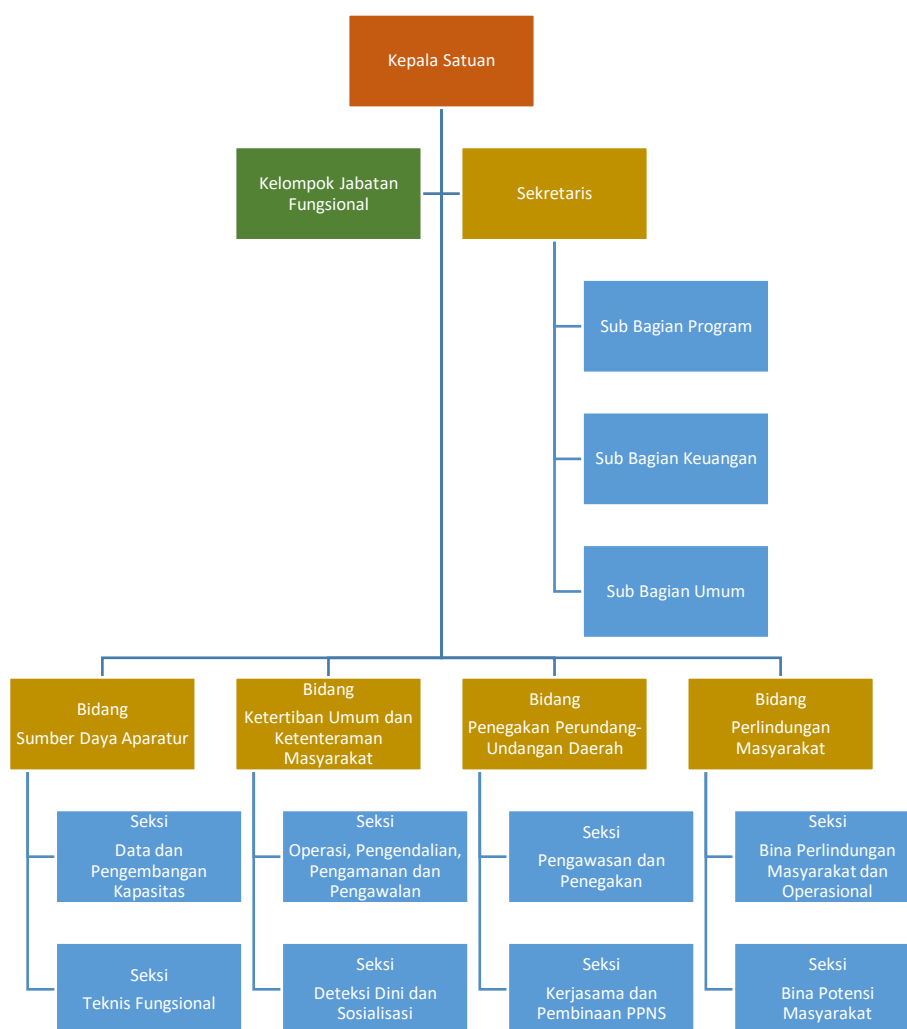 Kepala Satuan
Kelompok Jabatan
Fungsional
Sekretaris
Sub Bagian Program
Sub Bagian Keuangan
Sub Bagian Umum
Bidang
Sumber Daya Aparatur
Bidang
Ketertiban Umum dan
Ketenteraman
Masyarakat
Bidang
Penegakan Perundang-
Undangan Daerah
Bidang
Perlindungan
Masyarakat
Seksi
Data dan
Pengembangan
Kapasitas
Seksi
Operasi, Pengendalian,
Pengamanan dan
Pengawalan
Seksi
Pengawasan dan
Penegakan
Seksi
Bina Perlindungan
Masyarakat dan
Operasional
Seksi
Teknis Fungsional
Seksi
Deteksi Dini dan
Sosialisasi
Seksi
Kerjasama dan
Pembinaan PPNS
Seksi
Bina Potensi
Masyarakat